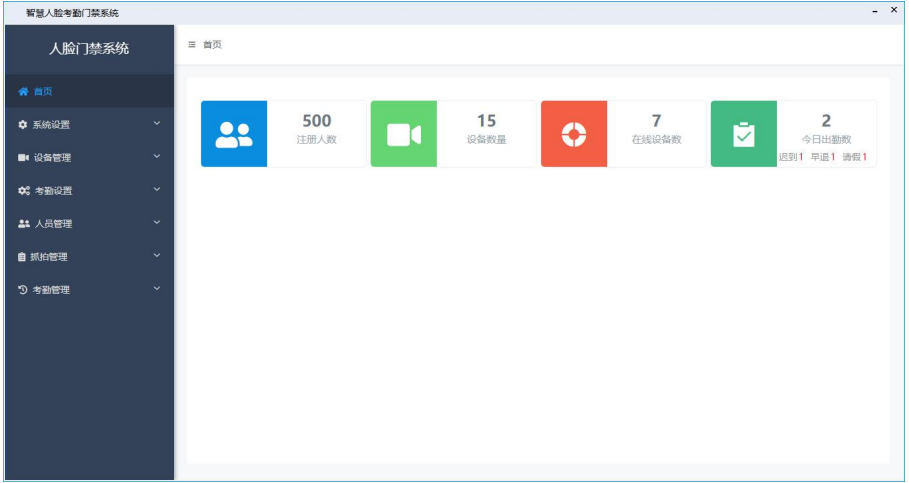 智慧人脸考勤门禁系统
人脸门禁系统
首页
首页
系统设置
设备管理
考勤设置
人员管理
抓拍管理
考勤管理
500
注册人数
15
设备数量
7
在线设备数
2
今日出勤数
迟到1 早退1 请假1